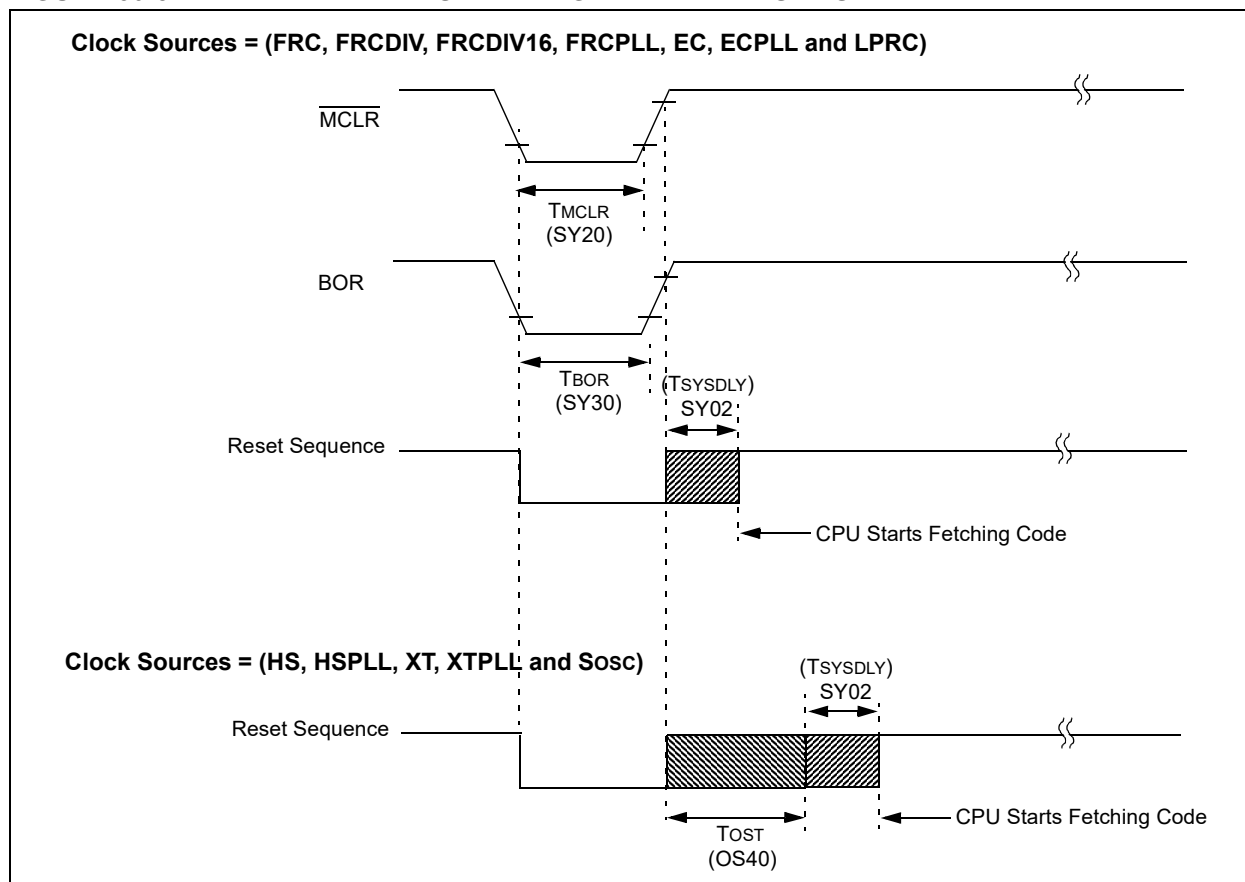 Clock Sources = (FRC, FRCDIV, FRCDIV16, FRCPLL, EC, ECPLL and LPRC)
MCLR
TMCLR
(SY20)
BOR
TBOR
(SY30)
(TSYSDLY)
SY02
Reset Sequence
CPU Starts Fetching Code
Clock Sources = (HS, HSPLL, XT, XTPLL and SOSC)
(TSYSDLY)
SY02
Reset Sequence
CPU Starts Fetching Code
TOST
(OS40)